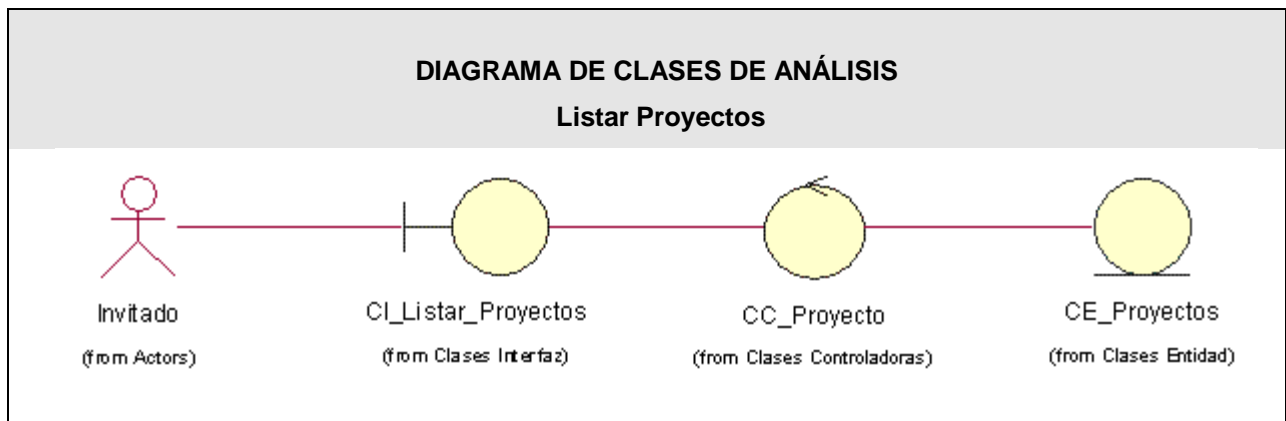 DIAGRAMA DE CLASES DE ANÁLISIS
Listar Proyectos
Invitado
(from Actors)
CI_Listar_Proyectos
(from Clases Interfaz)
CC_Proyecto
(from Clases Controladoras)
CE_Proyectos
(from Clases Entidad)